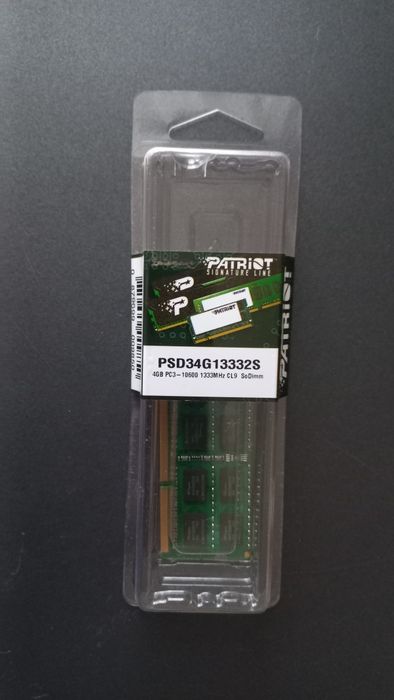 PATRIOT
SIGNATURE LINE
PATRIOT
PSD34G13332S
4GB PC3-10600 1333MHz CL9 SoDimm